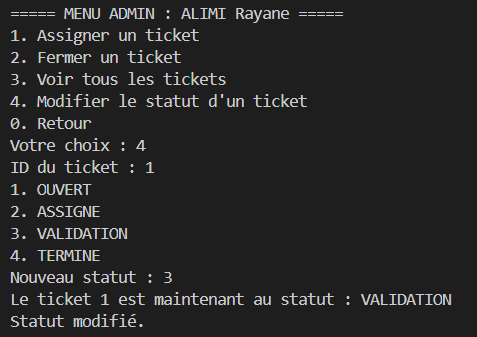 ===== MENU ADMIN : ALIMI Rayane =====
1. Assigner un ticket
2. Fermer un ticket
3. Voir tous les tickets
4. Modifier le statut d'un ticket
0. Retour
Votre choix : 4
ID du ticket : 1
1. OUVERT
2. ASSIGNE
3. VALIDATION
4. TERMINE
Nouveau statut : 3
Le ticket 1 est maintenant au statut : VALIDATION
Statut modifié.